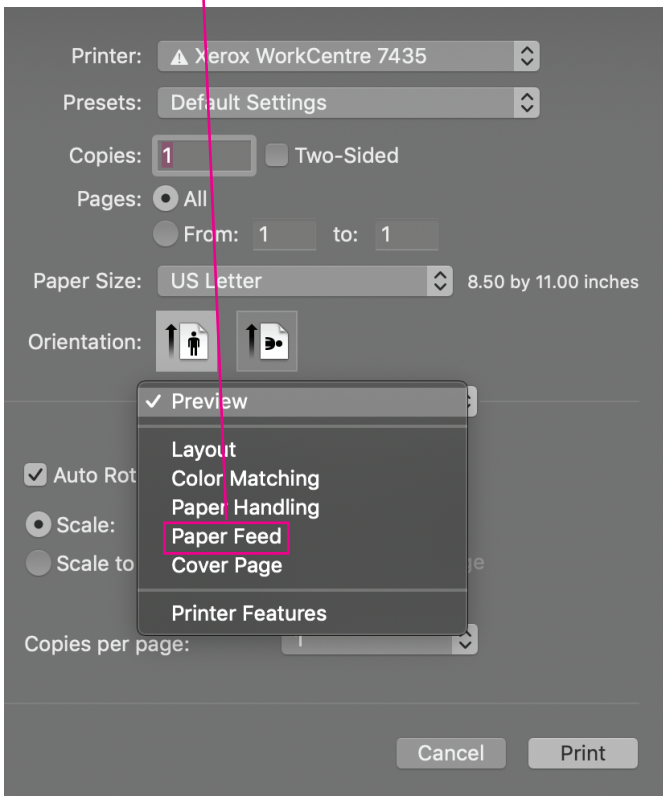 Printer: Xerox WorkCentre 7435
Presets: Default Settings
Copies: 1 Two-Sided
Pages: All
From: 1 to: 1
Paper Size: US Letter 8.50 by 11.00 inches
Orientation:
Preview
Layout
Auto Rot
Color Matching
Paper Handling
Scale:
Paper Feed
Scale to
Cover Page
Printer Features
Copies per page: 1
Cancel Print